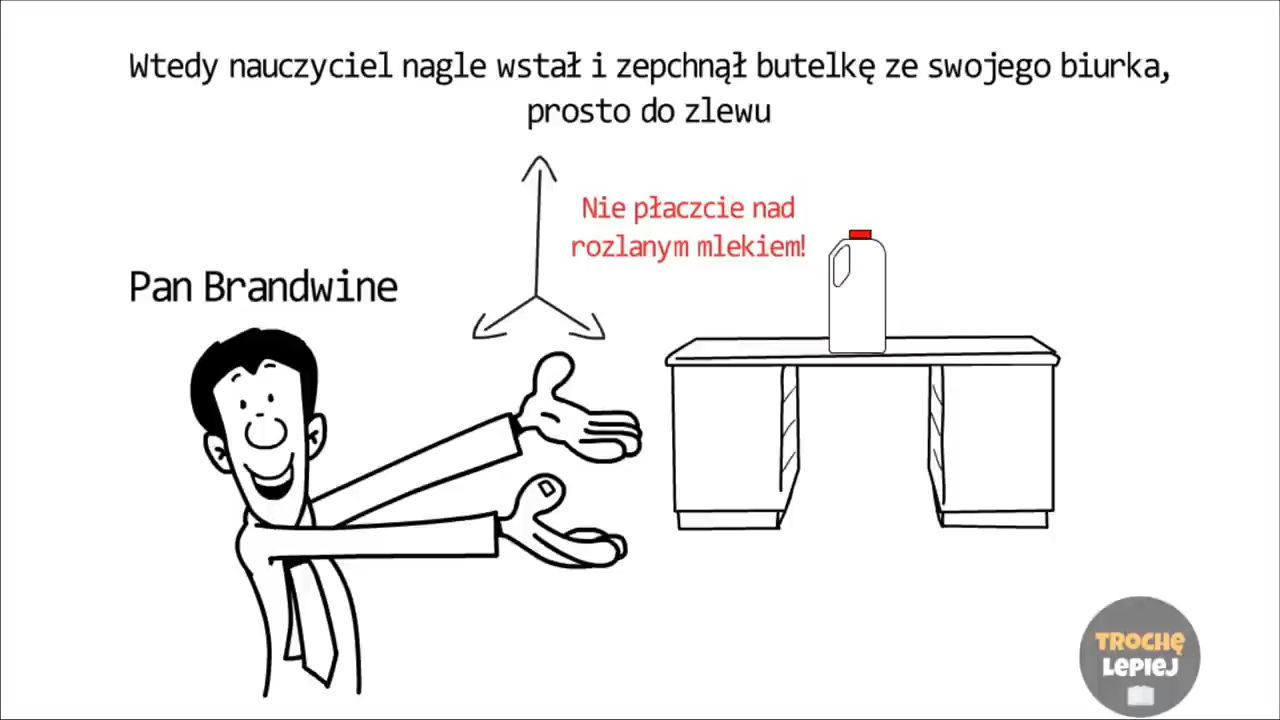 Wtedy nauczyciel nagle wstał i zepchnął butelkę ze swojego biurka,
prosto do zlewu
Nie płaczcie nad
rozlanym mlekiem!
Pan Brandwine
TROCHĘ
LEPIEJ